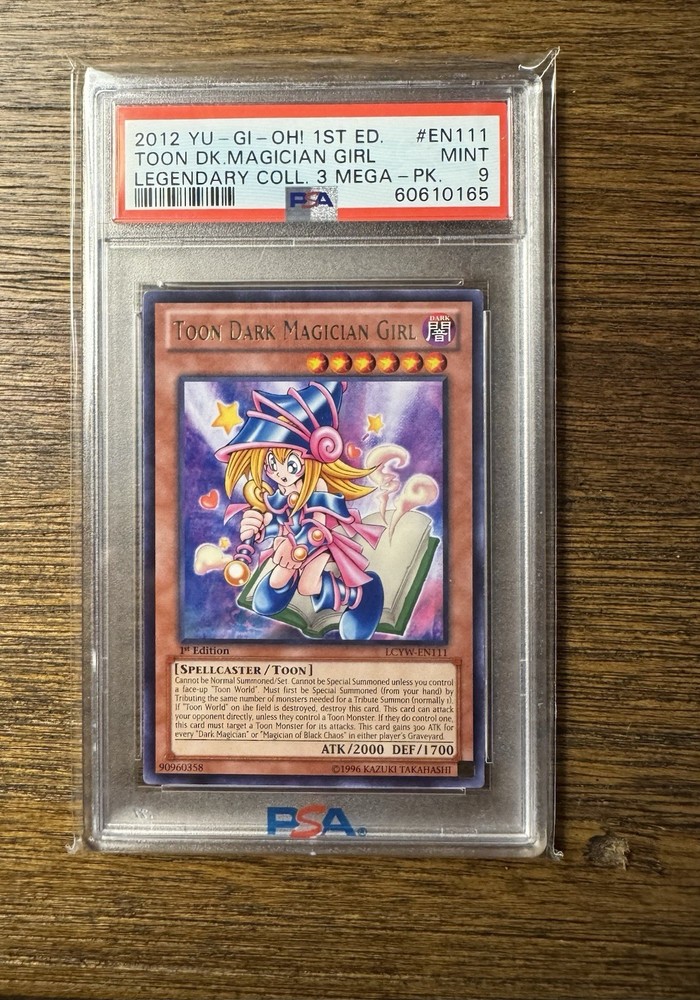 2012 YU-GI-OH! 1ST ED. #EN111
TOON DK.MAGICIAN GIRL MINT
LEGENDARY COLL. 3 MEGA-PK. 9
PSA 60610165
TOON DARK MAGICIAN GIRL
DARK
闇
1st Edition LCYW-EN111
[SPELLCASTER / TOON]
Cannot be Normal Summoned/Set. Cannot be Special Summoned unless you control
a face-up "Toon World". Must first be Special Summoned (from your hand) by
Tributing the same number of monsters needed for a Tribute Summon (normally 1).
If "Toon World" on the field is destroyed, destroy this card. This card can attack
your opponent directly, unless they control a Toon Monster. If they do control one,
this card must target a Toon Monster for its attacks. This card gains 300 ATK for
every "Dark Magician" or "Magician of Black Chaos" in either player's Graveyard.
ATK/2000 DEF/1700
90960358 ©1996 KAZUKI TAKAHASHI
PSA®